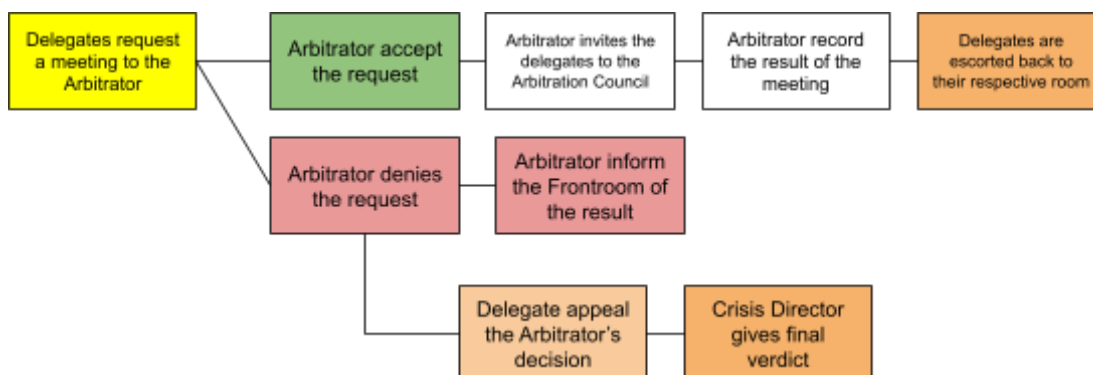 Delegates request
a meeting to the
Arbitrator
Arbitrator accept
the request
Arbitrator invites the
delegates to the
Arbitration Council
Arbitrator record
the result of the
meeting
Delegates are
escorted back to
their respective room
Arbitrator denies
the request
Arbitrator inform
the Frontroom of
the result
Delegate appeal
the Arbitrator's
decision
Crisis Director
gives final
verdict